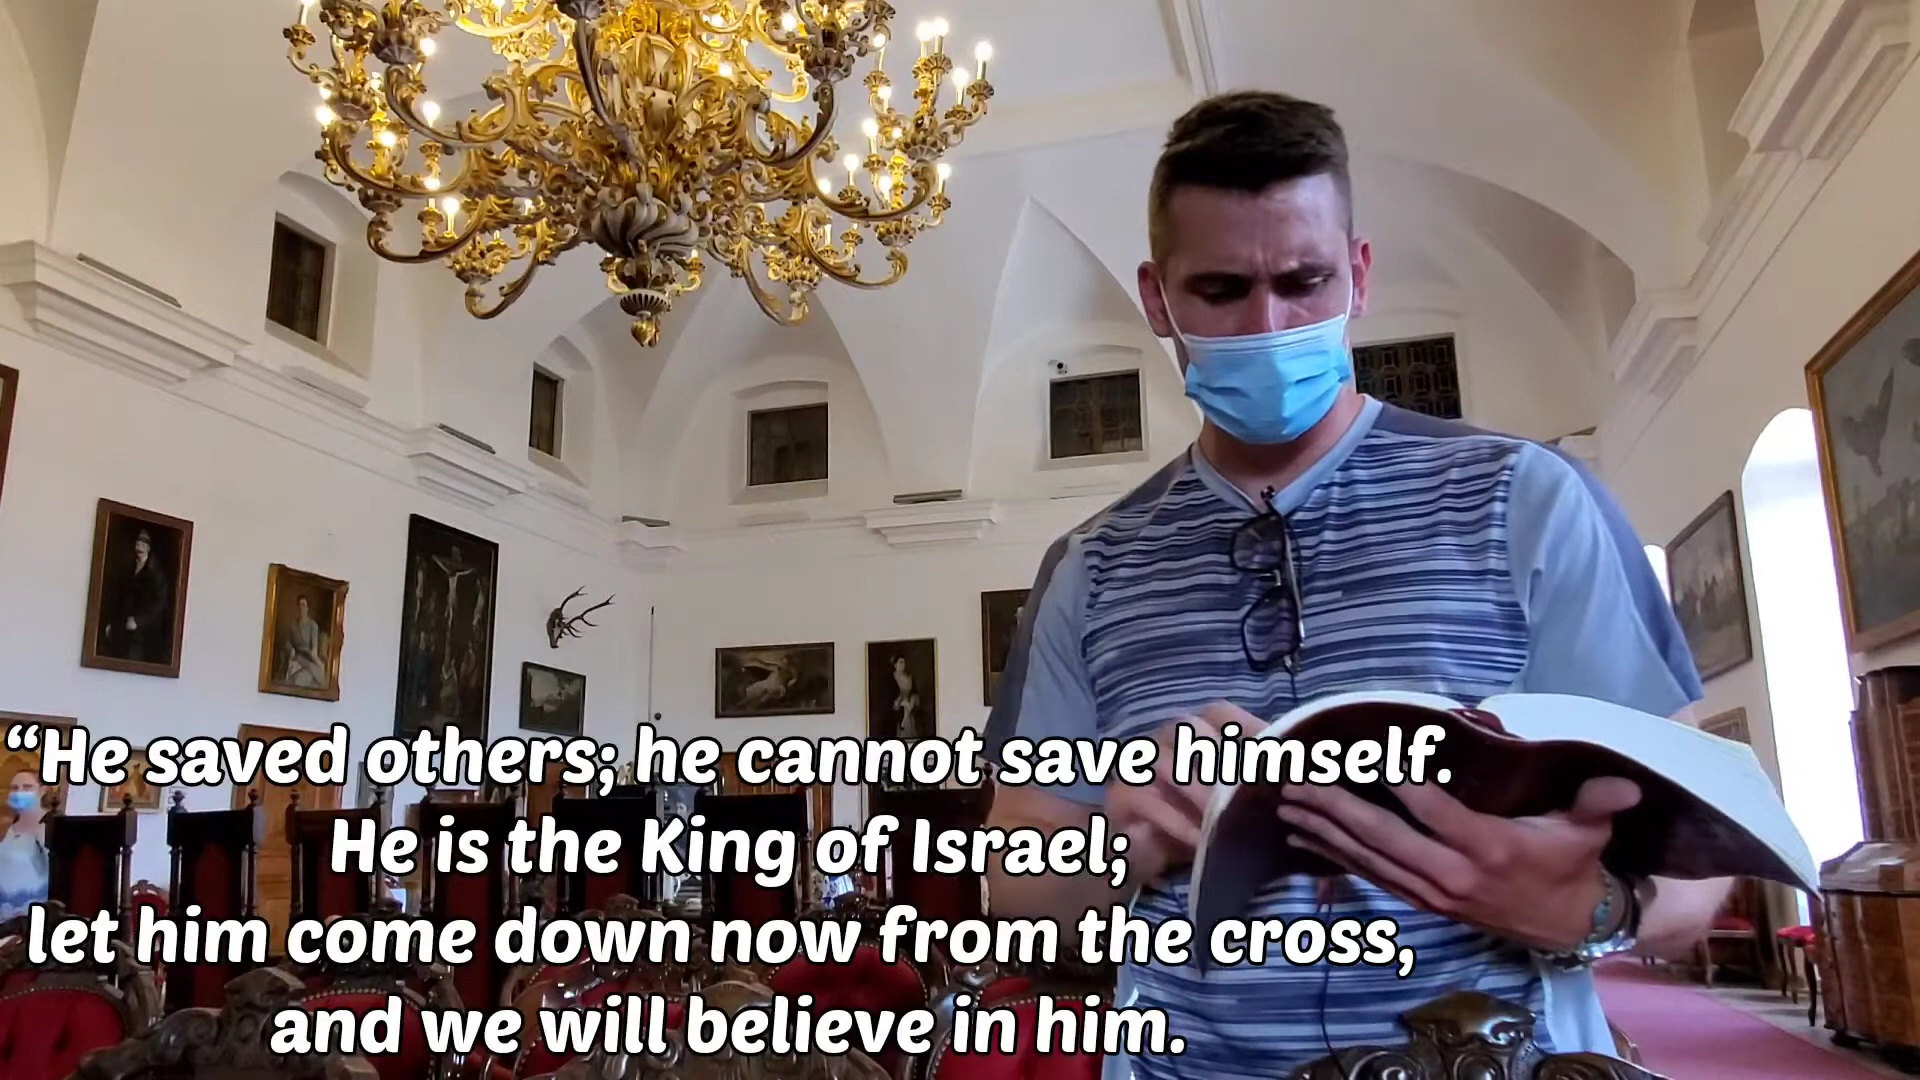 “He saved others; he cannot save himself.
He is the King of Israel;
let him come down now from the cross,
and we will believe in him.